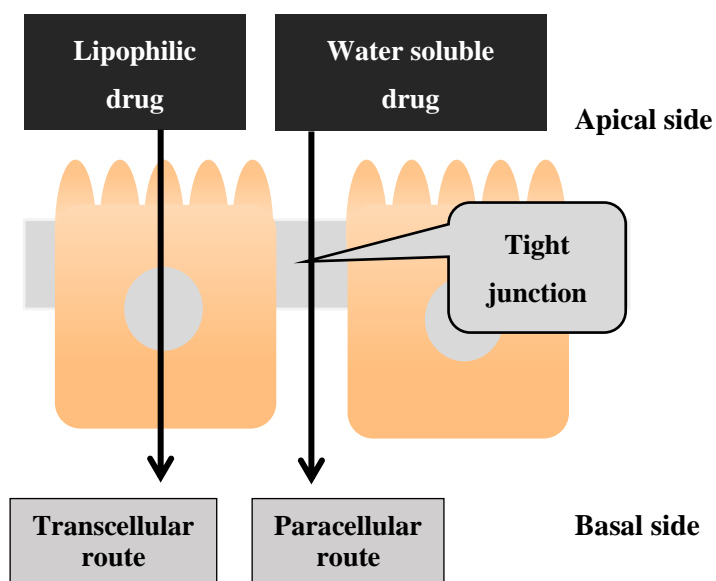 Lipophilic
drug
Water soluble
drug
Apical side
Tight
junction
Transcellular
route
Paracellular
route
Basal side